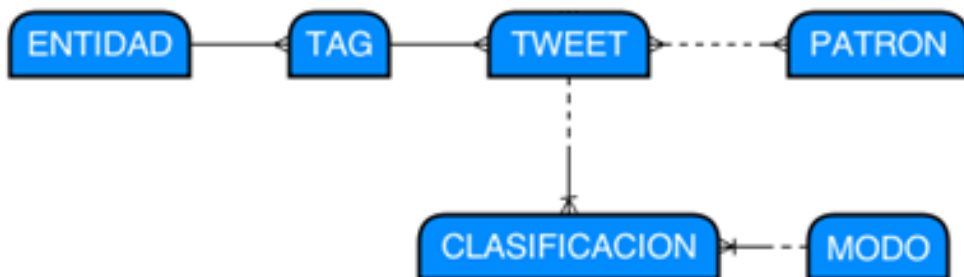 ENTIDAD TAG TWEET PATRON
CLASIFICACION MODO